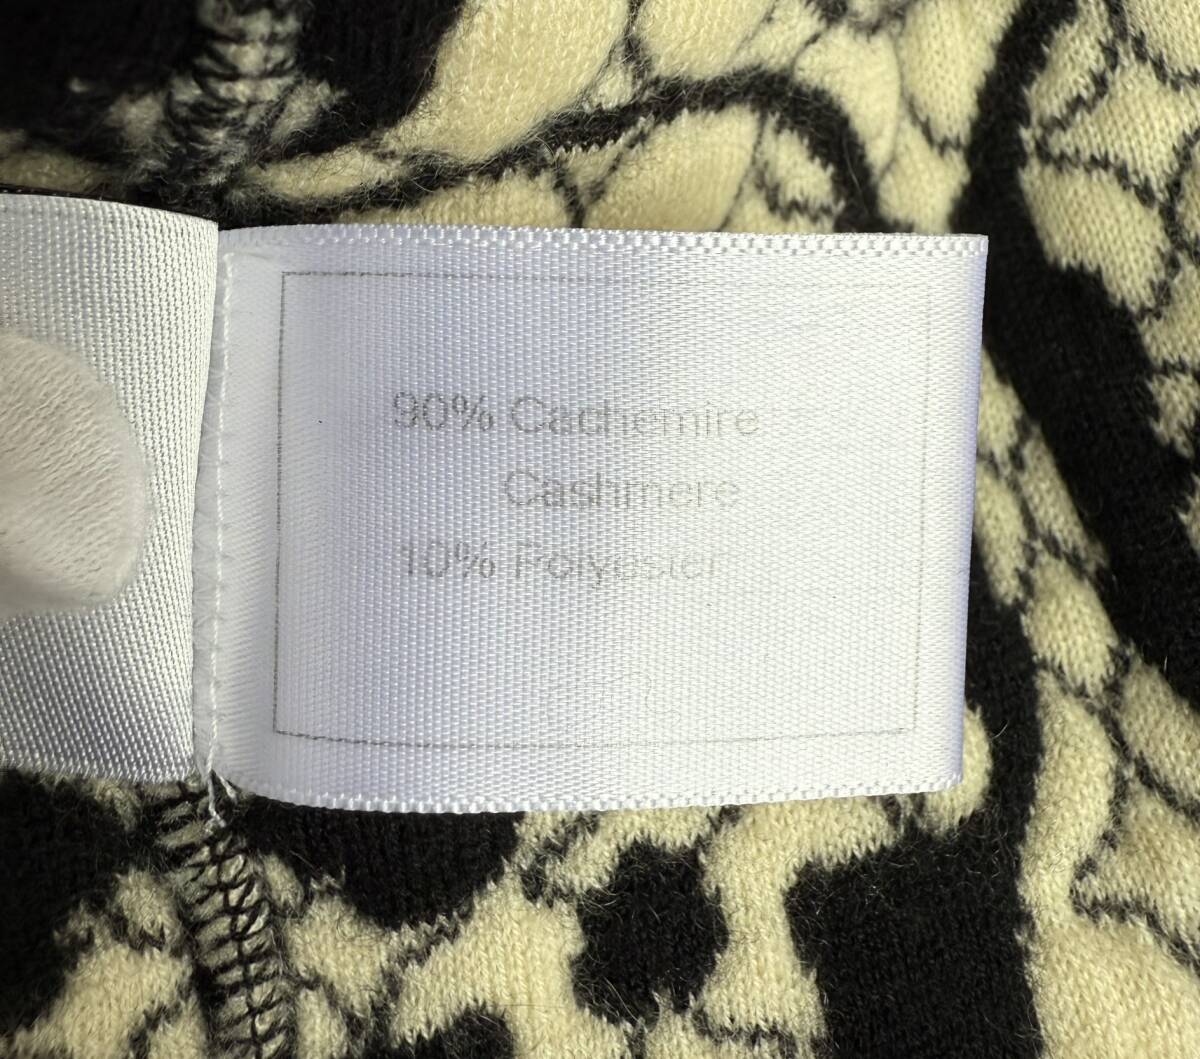 90% Cachemire
Cashmere
10% Polyester